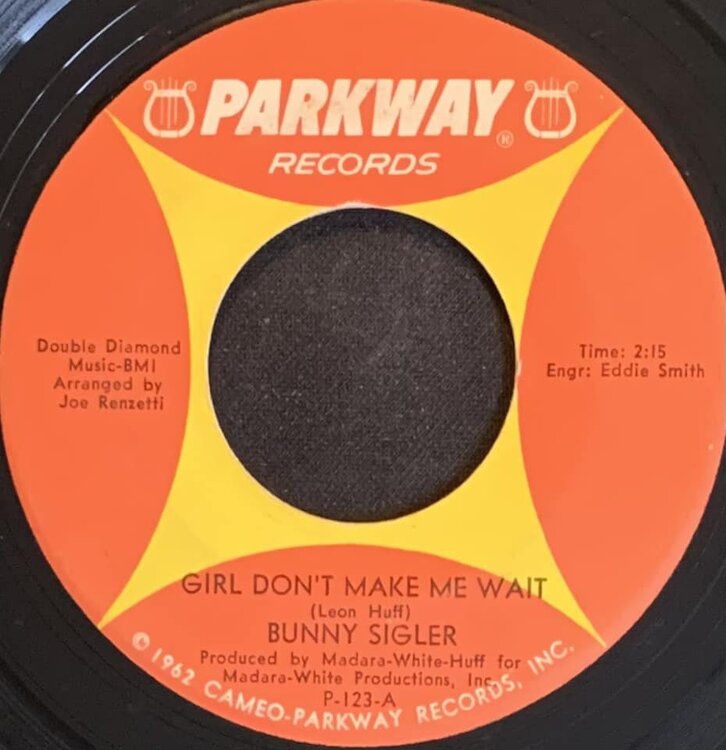 PARKWAY®
RECORDS
Double Diamond
Music-BMI
Arranged by
Joe Renzetti
Time: 2:15
Engr: Eddie Smith
GIRL DON'T MAKE ME WAIT
(Leon Huff)
BUNNY SIGLER
Produced by Madara-White-Huff for
Madara-White Productions, Inc.
P-123-A
© 1962 CAMEO-PARKWAY RECORDS, INC.